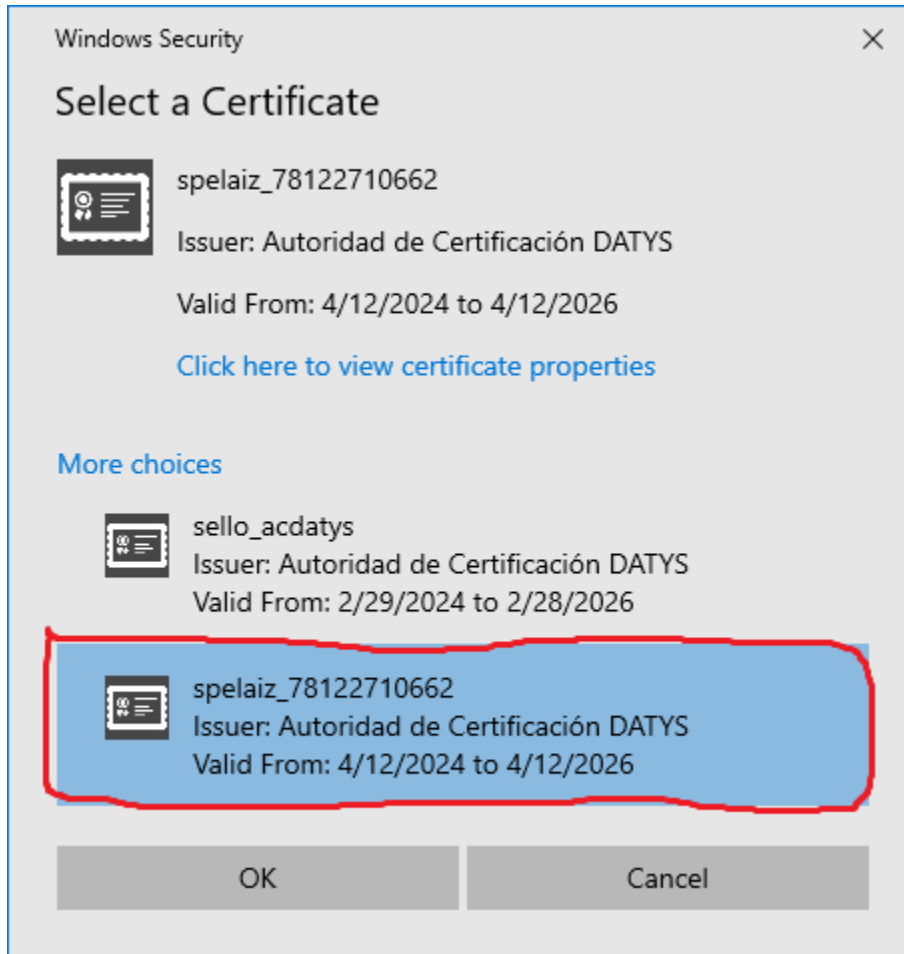 Windows Security
Select a Certificate
spelaiz_78122710662
Issuer: Autoridad de Certificación DATYS
Valid From: 4/12/2024 to 4/12/2026
Click here to view certificate properties
More choices
sello_acdatys
Issuer: Autoridad de Certificación DATYS
Valid From: 2/29/2024 to 2/28/2026
spelaiz_78122710662
Issuer: Autoridad de Certificación DATYS
Valid From: 4/12/2024 to 4/12/2026
OK
Cancel